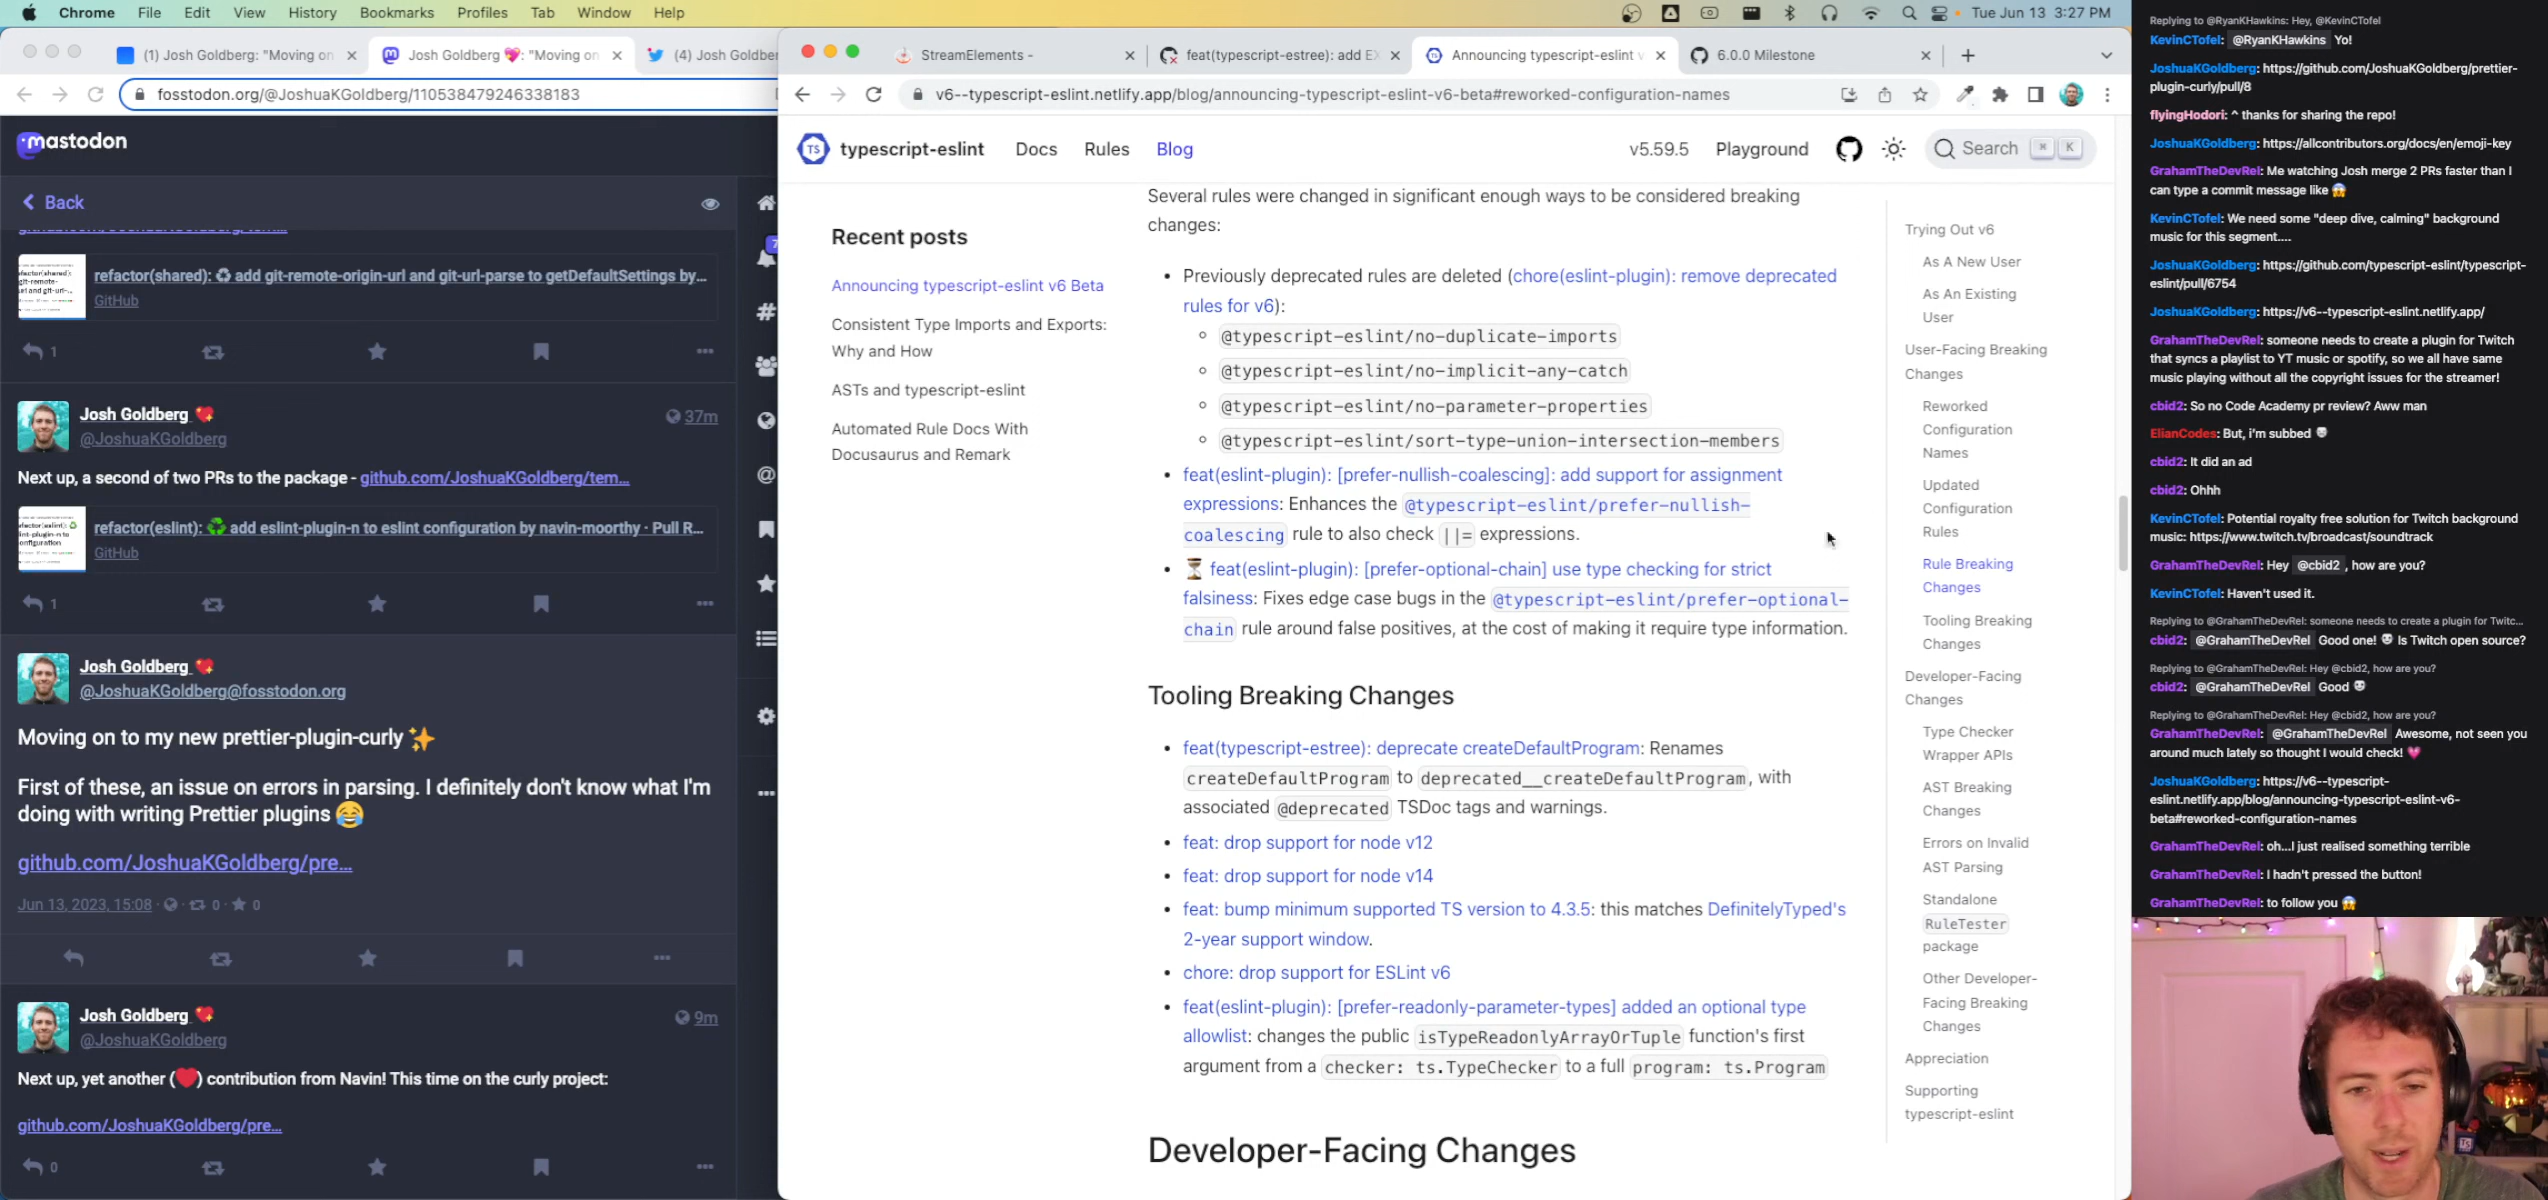 Chrome File Edit View History Bookmarks Profiles Tab Window Help
Tue Jun 13 3:27 PM
(1) Josh Goldberg: "Moving on
Josh Goldberg 💖: "Moving on
(4) Josh Goldber
fosstodon.org/@JoshuaKGoldberg/110538479246338183
mastodon
Back
refactor(shared): ♻️ add git-remote-origin-url and git-url-parse to getDefaultSettings by...
GitHub
1
Josh Goldberg 💖
37m
@JoshuaKGoldberg
Next up, a second of two PRs to the package - github.com/JoshuaKGoldberg/tem...
refactor(eslint): ♻️ add eslint-plugin-n to eslint configuration by navin-moorthy · Pull R...
GitHub
1
Josh Goldberg 💖
@JoshuaKGoldberg@fosstodon.org
Moving on to my new prettier-plugin-curly ✨
First of these, an issue on errors in parsing. I definitely don't know what I'm
doing with writing Prettier plugins 😂
github.com/JoshuaKGoldberg/pre...
Jun 13, 2023, 15:08 · 0 · 0
Josh Goldberg 💖
9m
@JoshuaKGoldberg
Next up, yet another (❤️) contribution from Navin! This time on the curly project:
github.com/JoshuaKGoldberg/pre...
0
7
StreamElements -
feat(typescript-estree): add EX
Announcing typescript-eslint v
6.0.0 Milestone
v6--typescript-eslint.netlify.app/blog/announcing-typescript-eslint-v6-beta#reworked-configuration-names
TS typescript-eslint Docs Rules Blog
v5.59.5 Playground Search ⌘ K
Recent posts
Announcing typescript-eslint v6 Beta
Consistent Type Imports and Exports:
Why and How
ASTs and typescript-eslint
Automated Rule Docs With
Docusaurus and Remark
Several rules were changed in significant enough ways to be considered breaking
changes:
• Previously deprecated rules are deleted (chore(eslint-plugin): remove deprecated
rules for v6):
@typescript-eslint/no-duplicate-imports
@typescript-eslint/no-implicit-any-catch
@typescript-eslint/no-parameter-properties
@typescript-eslint/sort-type-union-intersection-members
• feat(eslint-plugin): [prefer-nullish-coalescing]: add support for assignment
expressions: Enhances the @typescript-eslint/prefer-nullish-
coalescing rule to also check ||= expressions.
• ⏳ feat(eslint-plugin): [prefer-optional-chain] use type checking for strict
falsiness: Fixes edge case bugs in the @typescript-eslint/prefer-optional-
chain rule around false positives, at the cost of making it require type information.
Tooling Breaking Changes
• feat(typescript-estree): deprecate createDefaultProgram: Renames
createDefaultProgram to deprecated__createDefaultProgram, with
associated @deprecated TSDoc tags and warnings.
• feat: drop support for node v12
• feat: drop support for node v14
• feat: bump minimum supported TS version to 4.3.5: this matches DefinitelyTyped's
2-year support window.
• chore: drop support for ESLint v6
• feat(eslint-plugin): [prefer-readonly-parameter-types] added an optional type
allowlist: changes the public isTypeReadonlyArrayOrTuple function's first
argument from a checker: ts.TypeChecker to a full program: ts.Program
Developer-Facing Changes
Trying Out v6
As A New User
As An Existing
User
User-Facing Breaking
Changes
Reworked
Configuration
Names
Updated
Configuration
Rules
Rule Breaking
Changes
Tooling Breaking
Changes
Developer-Facing
Changes
Type Checker
Wrapper APIs
AST Breaking
Changes
Errors on Invalid
AST Parsing
Standalone
RuleTester
package
Other Developer-
Facing Breaking
Changes
Appreciation
Supporting
typescript-eslint
Replying to @RyanKHawkins: Hey, @KevinCTofel
KevinCTofel: @RyanKHawkins Yo!
JoshuaKGoldberg: https://github.com/JoshuaKGoldberg/prettier-
plugin-curly/pull/8
flyingHodori: ^ thanks for sharing the repo!
JoshuaKGoldberg: https://allcontributors.org/docs/en/emoji-key
GrahamTheDevRel: Me watching Josh merge 2 PRs faster than I
can type a commit message like 😱
KevinCTofel: We need some "deep dive, calming" background
music for this segment....
JoshuaKGoldberg: https://github.com/typescript-eslint/typescript-
eslint/pull/6754
JoshuaKGoldberg: https://v6--typescript-eslint.netlify.app/
GrahamTheDevRel: someone needs to create a plugin for Twitch
that syncs a playlist to YT music or spotify, so we all have same
music playing without all the copyright issues for the streamer!
cbid2: So no Code Academy pr review? Aww man
ElianCodes: But, i'm subbed
cbid2: It did an ad
cbid2: Ohhh
KevinCTofel: Potential royalty free solution for Twitch background
music: https://www.twitch.tv/broadcast/soundtrack
GrahamTheDevRel: Hey @cbid2 , how are you?
KevinCTofel: Haven't used it.
Replying to @GrahamTheDevRel: someone needs to create a plugin for Twitc...
cbid2: @GrahamTheDevRel Good one! Is Twitch open source?
Replying to @GrahamTheDevRel: Hey @cbid2, how are you?
cbid2: @GrahamTheDevRel Good
Replying to @GrahamTheDevRel: Hey @cbid2, how are you?
GrahamTheDevRel: @GrahamTheDevRel Awesome, not seen you
around much lately so thought I would check! 💗
JoshuaKGoldberg: https://v6--typescript-
eslint.netlify.app/blog/announcing-typescript-eslint-v6-
beta#reworked-configuration-names
GrahamTheDevRel: oh...I just realised something terrible
GrahamTheDevRel: I hadn't pressed the button!
GrahamTheDevRel: to follow you 😱